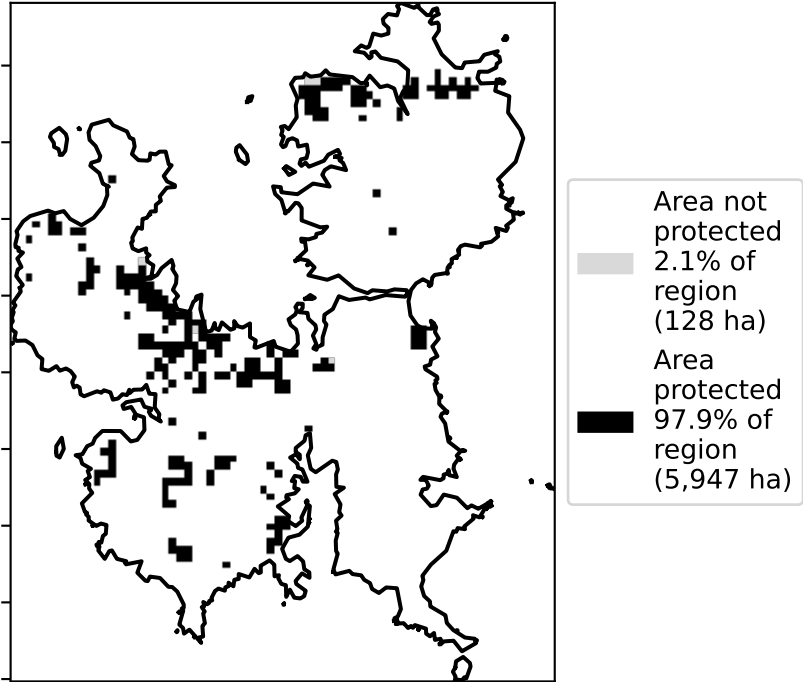 Area not
protected
2.1% of
region
(128 ha)
Area
protected
97.9% of
region
(5,947 ha)